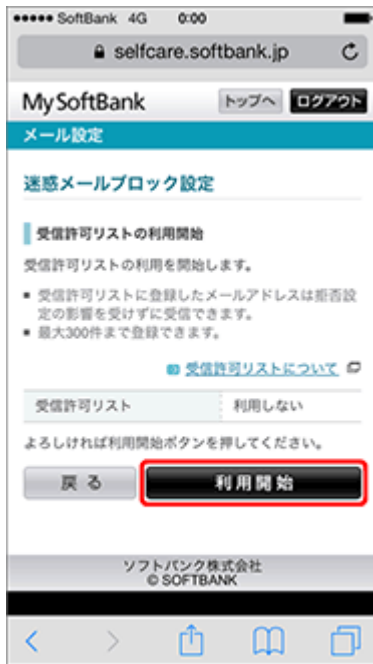 SoftBank 4G 0:00
selfcare.softbank.jp
My SoftBank トップへ ログアウト
メール設定
迷惑メールブロック設定
受信許可リストの利用開始
受信許可リストの利用を開始します。
受信許可リストに登録したメールアドレスは拒否設
定の影響を受けずに受信できます。
最大300件まで登録できます。
受信許可リストについて
受信許可リスト 利用しない
よろしければ利用開始ボタンを押してください。
戻る 利用開始
ソフトバンク株式会社
© SOFTBANK